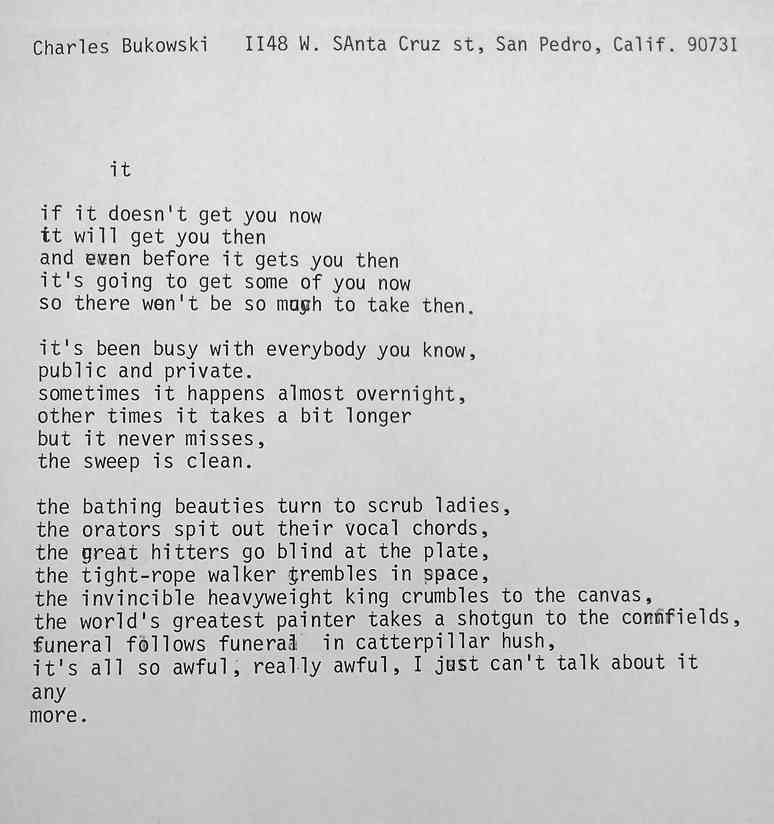 Charles Bukowski II48 W. SAnta Cruz st, San Pedro, Calif. 9073I
it
if it doesn't get you now
it will get you then
and even before it gets you then
it's going to get some of you now
so there won't be so much to take then.
it's been busy with everybody you know,
public and private.
sometimes it happens almost overnight,
other times it takes a bit longer
but it never misses,
the sweep is clean.
the bathing beauties turn to scrub ladies,
the orators spit out their vocal chords,
the great hitters go blind at the plate,
the tight-rope walker trembles in space,
the invincible heavyweight king crumbles to the canvas,
the world's greatest painter takes a shotgun to the cornfields,
funeral follows funeral in catterpillar hush,
it's all so awful, really awful, I just can't talk about it
any
more.